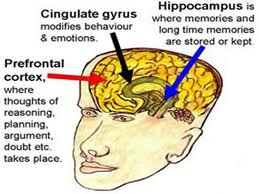 Cingulate gyrus
modifies behaviour
& emotions.
Hippocampus is
where memories and
long time memories
are stored or kept.
Prefrontal
cortex,
where
thoughts of
reasoning,
planning,
argument,
doubt etc.
takes place.